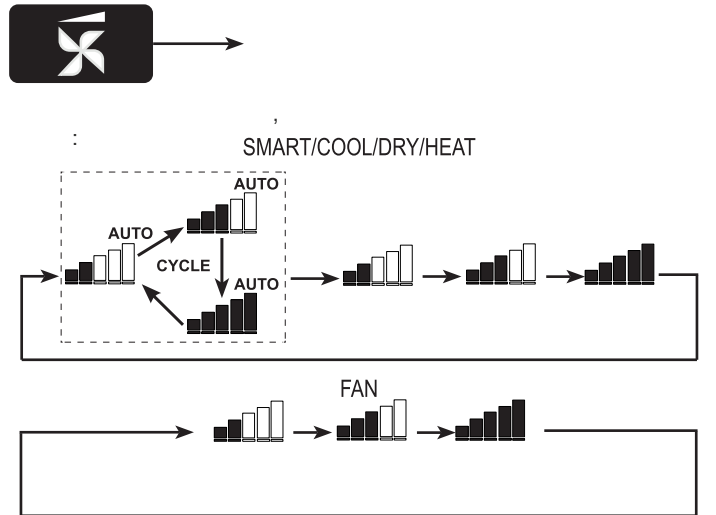 ,
:
SMART/COOL/DRY/HEAT
AUTO
AUTO
CYCLE
AUTO
FAN